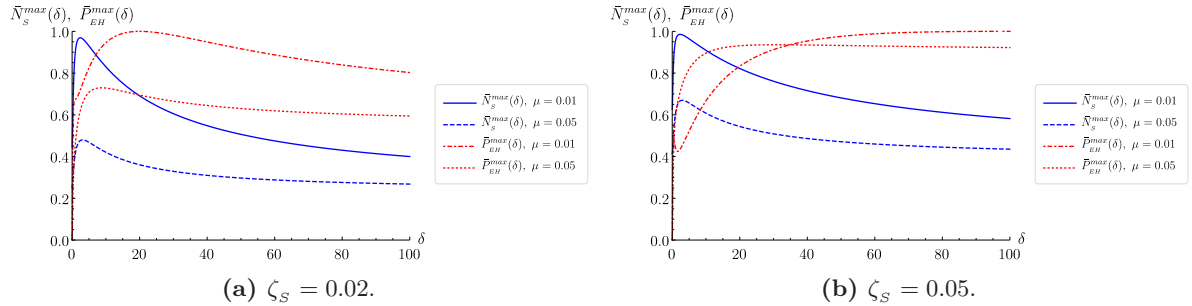 N̄_S^max(δ), P̄_EH^max(δ)
1.0
0.8
0.6
0.4
0.2
0.0
0 20 40 60 80 100
δ
N̄_S^max(δ), μ = 0.01
N̄_S^max(δ), μ = 0.05
P̄_EH^max(δ), μ = 0.01
P̄_EH^max(δ), μ = 0.05
(a) ζ_S = 0.02.
N̄_S^max(δ), P̄_EH^max(δ)
1.0
0.8
0.6
0.4
0.2
0.0
0 20 40 60 80 100
δ
N̄_S^max(δ), μ = 0.01
N̄_S^max(δ), μ = 0.05
P̄_EH^max(δ), μ = 0.01
P̄_EH^max(δ), μ = 0.05
(b) ζ_S = 0.05.